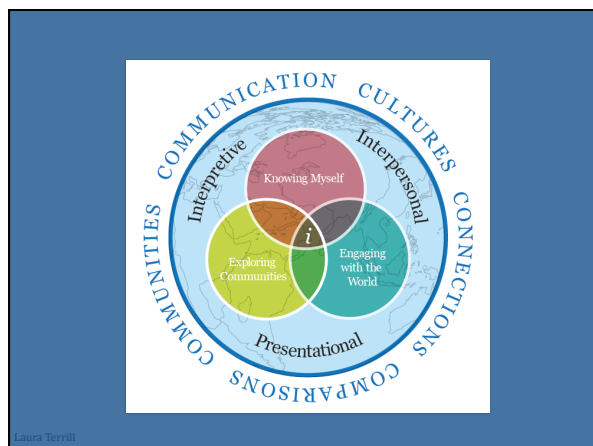 COMMUNICATION
CULTURES
CONNECTIONS
COMPARISONS
COMMUNITIES
Interpretive
Interpersonal
Presentational
Knowing Myself
i
Exploring
Communities
Engaging
with the
World
Laura Terrill